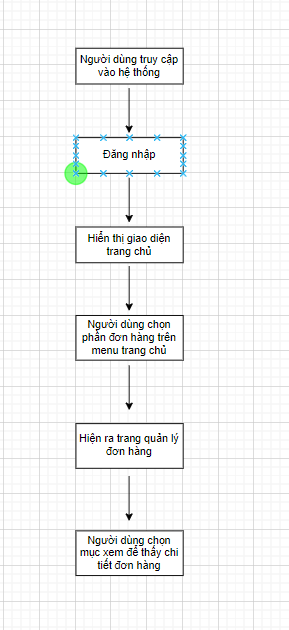 Người dùng truy cập
vào hệ thống
Đăng nhập
Hiển thị giao diện
trang chủ
Người dùng chọn
phần đơn hàng trên
menu trang chủ
Hiện ra trang quản lý
đơn hàng
Người dùng chọn
mục xem để thấy chi
tiết đơn hàng